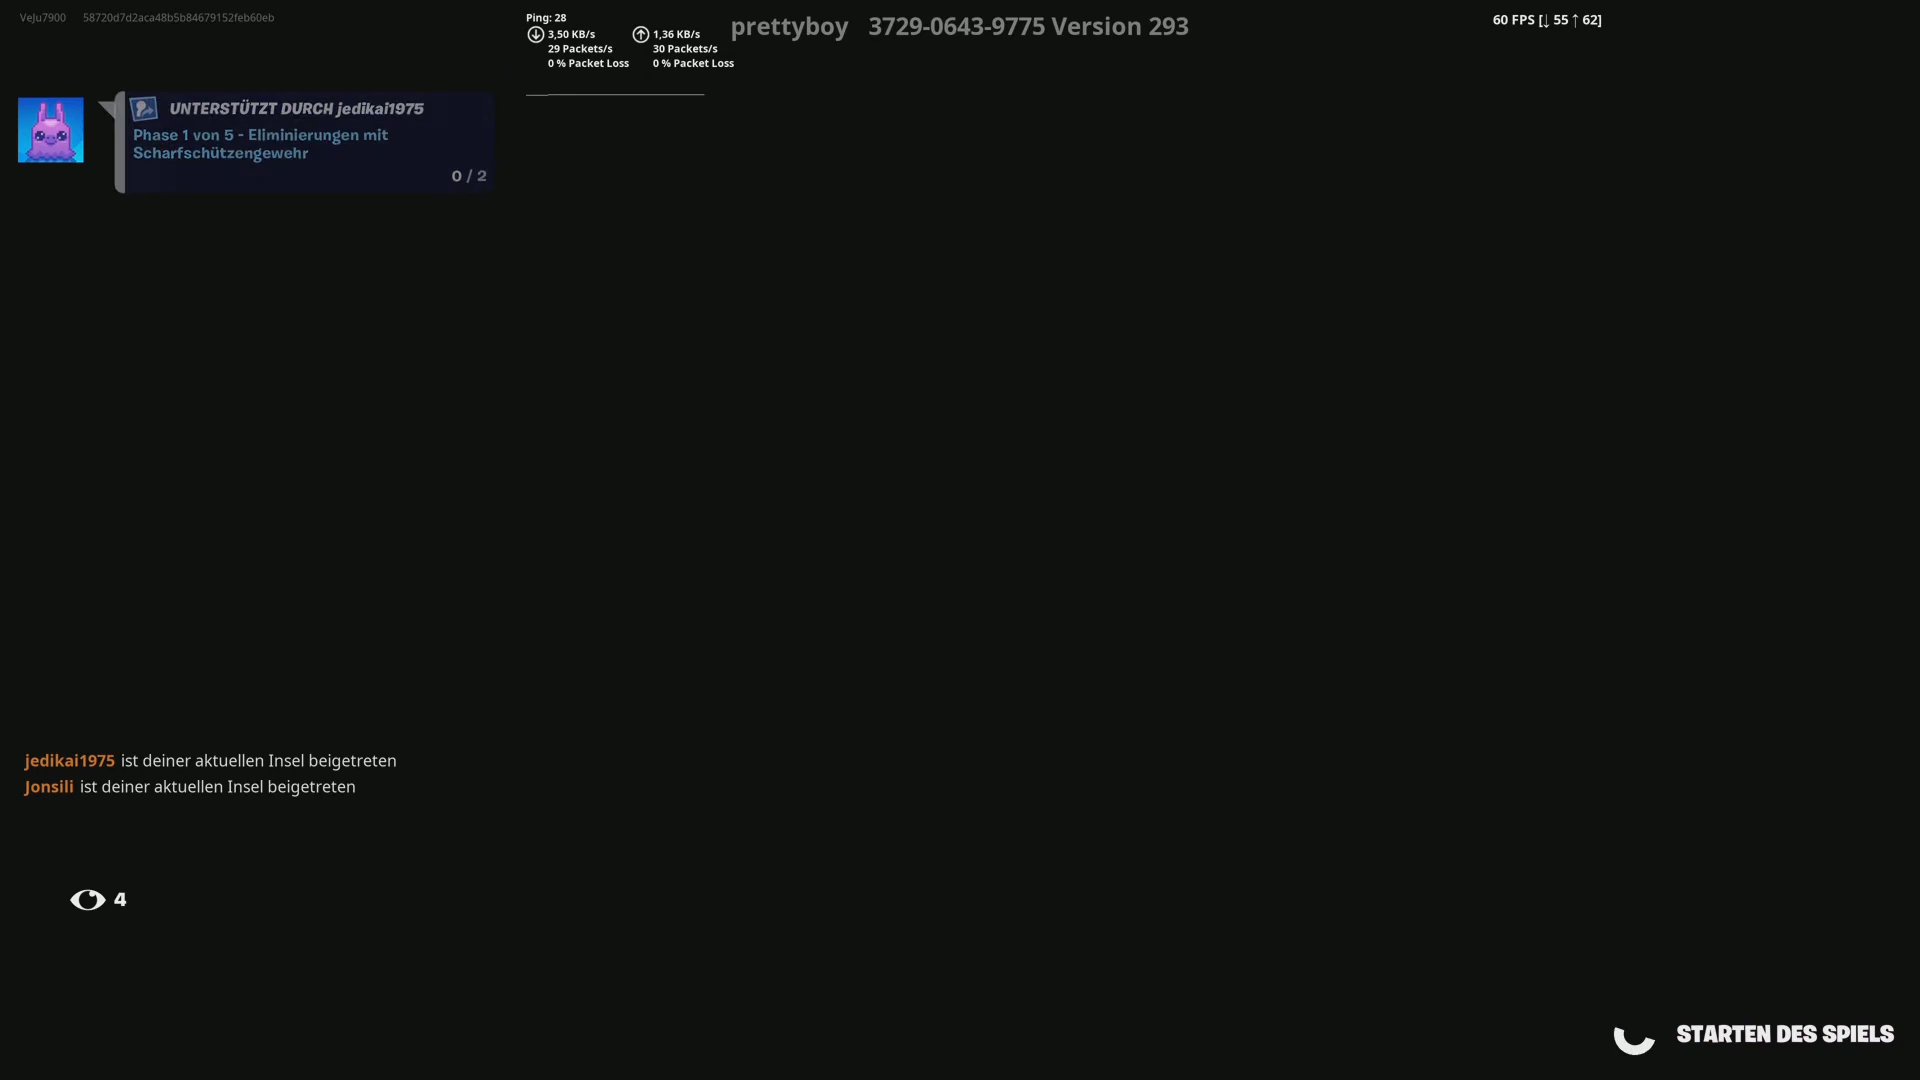 VeJu7900 58720d7d2aca48b5b84679152feb60eb
Ping: 28
3,50 KB/s 1,36 KB/s
29 Packets/s 30 Packets/s
0 % Packet Loss 0 % Packet Loss
prettyboy 3729-0643-9775 Version 293
60 FPS [↓ 55 ↑ 62]
UNTERSTÜTZT DURCH jedikai1975
Phase 1 von 5 - Eliminierungen mit
Scharfschützengewehr
0 / 2
jedikai1975 ist deiner aktuellen Insel beigetreten
Jonsili ist deiner aktuellen Insel beigetreten
4
STARTEN DES SPIELS